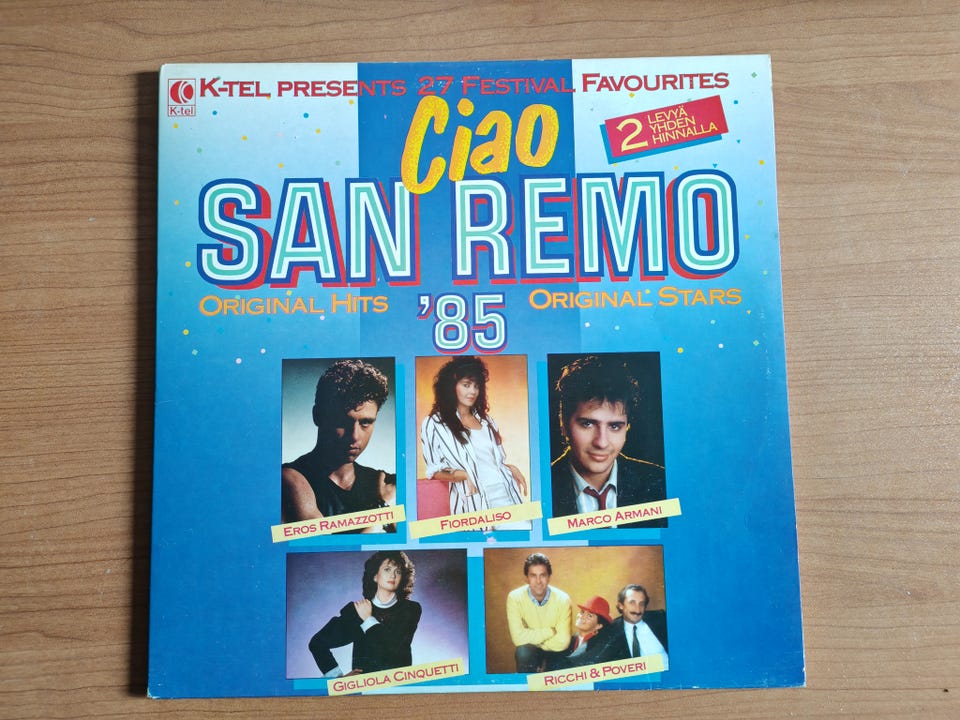 K-TEL PRESENTS 27 FESTIVAL FAVOURITES
K-tel
Ciao
2 LEVYÄ
YHDEN
HINNALLA
SAN REMO
ORIGINAL HITS '85 ORIGINAL STARS
EROS RAMAZZOTTI
FIORDALISO
MARCO ARMANI
GIGLIOLA CINQUETTI
RICCHI & POVERI